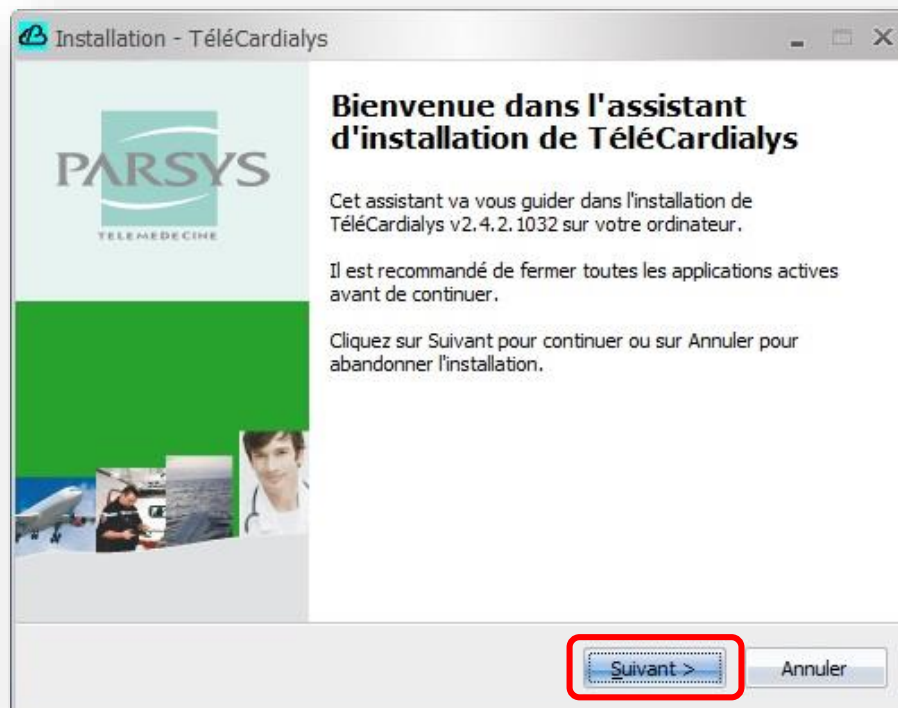 Installation - TéléCardialys
PARSYS
TELEMEDECINE
Bienvenue dans l'assistant
d'installation de TéléCardialys
Cet assistant va vous guider dans l'installation de
TéléCardialys v2.4.2.1032 sur votre ordinateur.
Il est recommandé de fermer toutes les applications actives
avant de continuer.
Cliquez sur Suivant pour continuer ou sur Annuler pour
abandonner l'installation.
Suivant >
Annuler